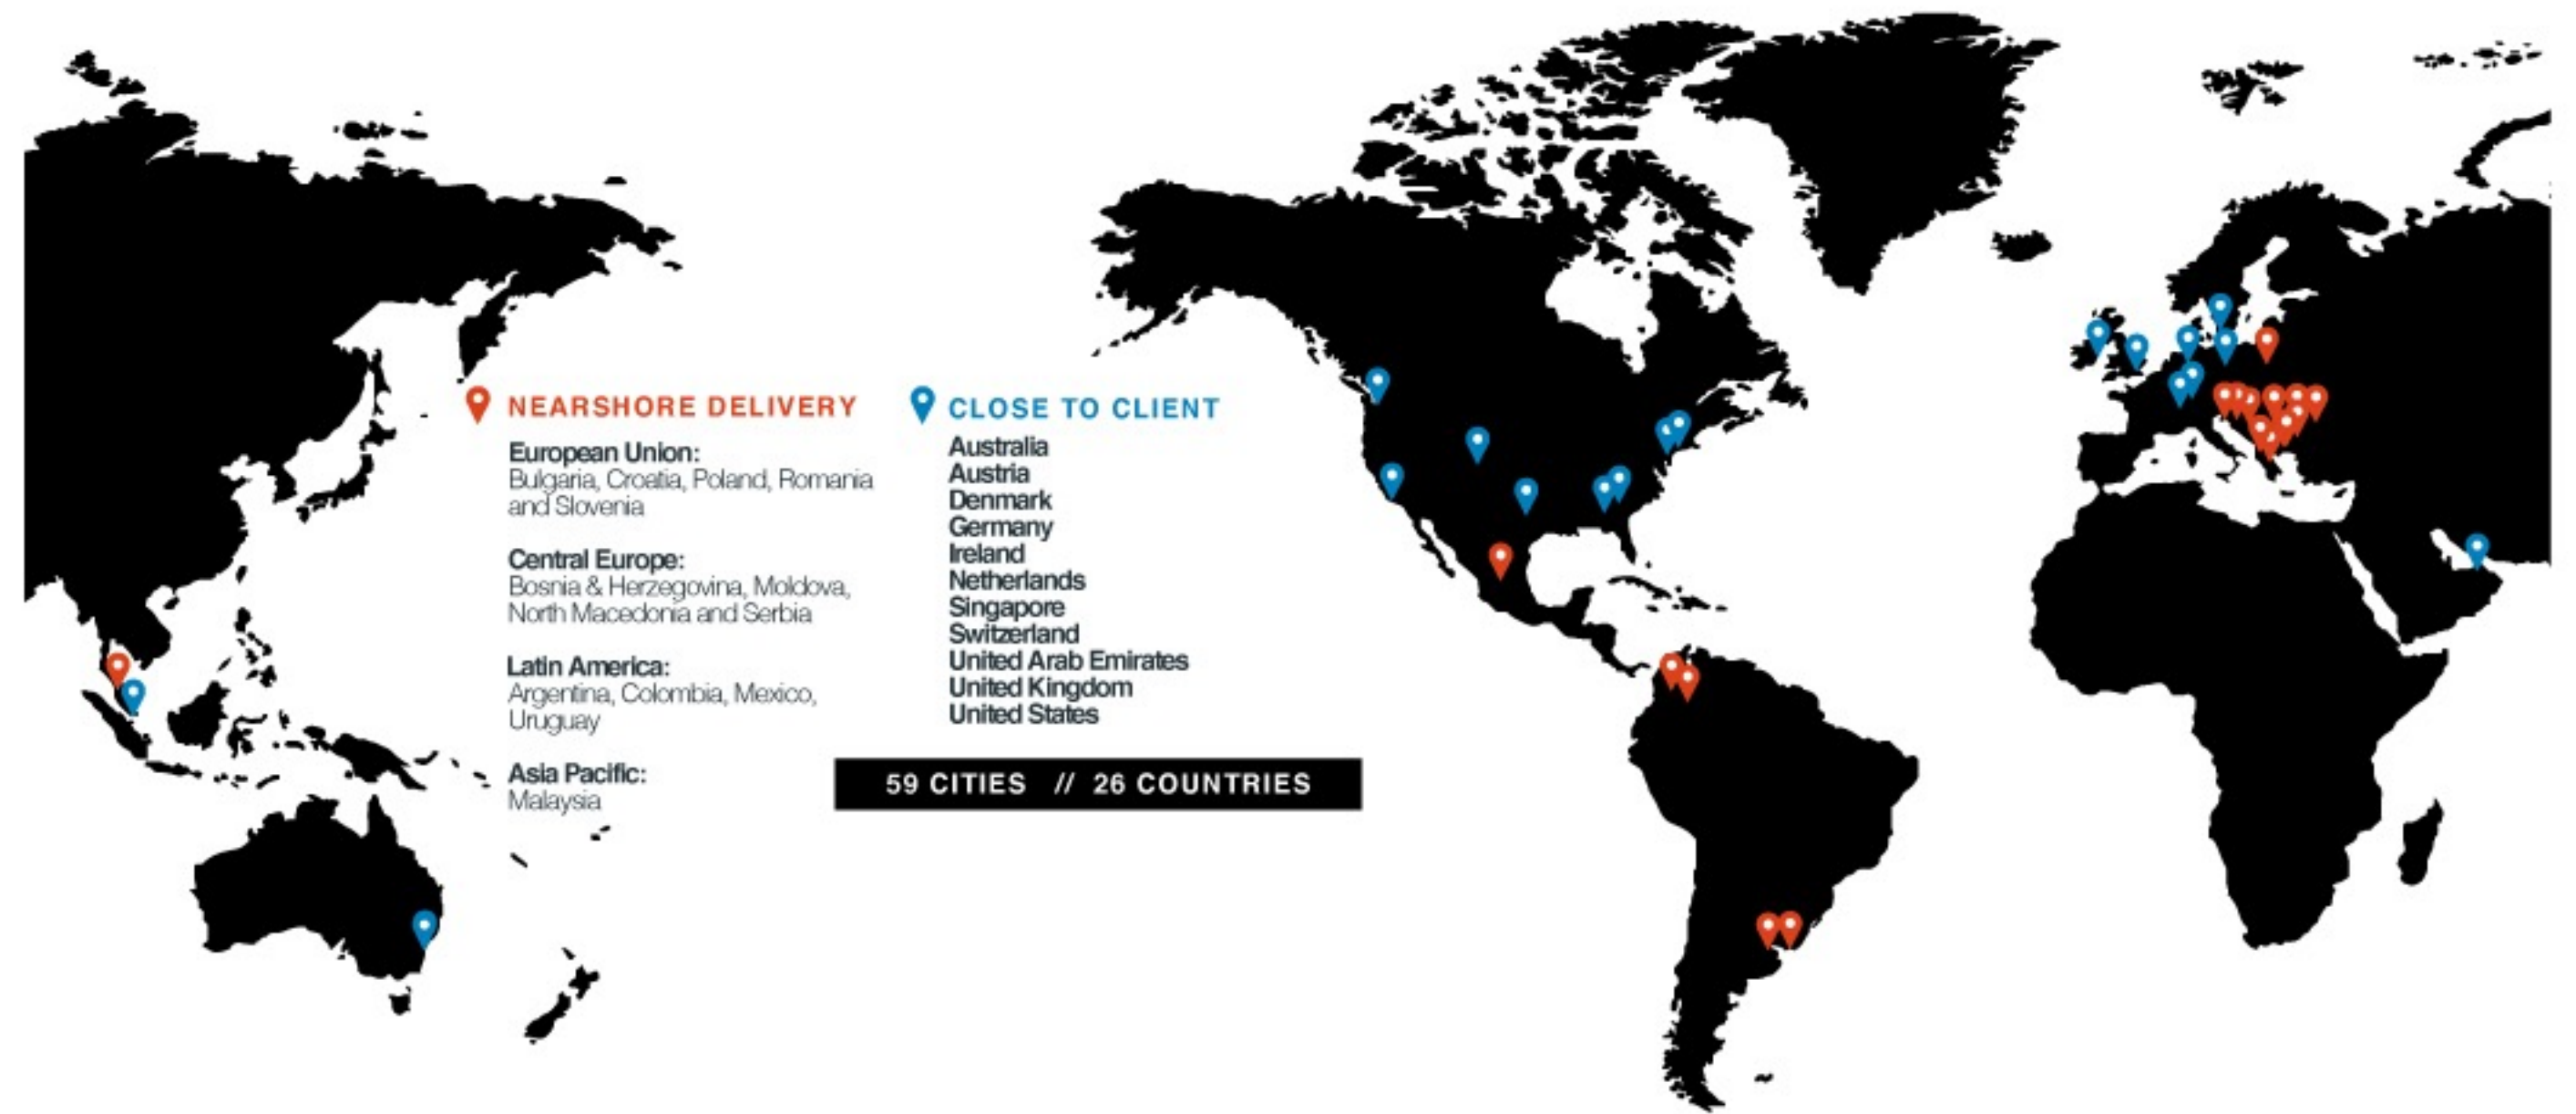 NEARSHORE DELIVERY
European Union:
Bulgaria, Croatia, Poland, Romania
and Slovenia
Central Europe:
Bosnia & Herzegovina, Moldova,
North Macedonia and Serbia
Latin America:
Argentina, Colombia, Mexico,
Uruguay
Asia Pacific:
Malaysia
CLOSE TO CLIENT
Australia
Austria
Denmark
Germany
Ireland
Netherlands
Singapore
Switzerland
United Arab Emirates
United Kingdom
United States
59 CITIES // 26 COUNTRIES